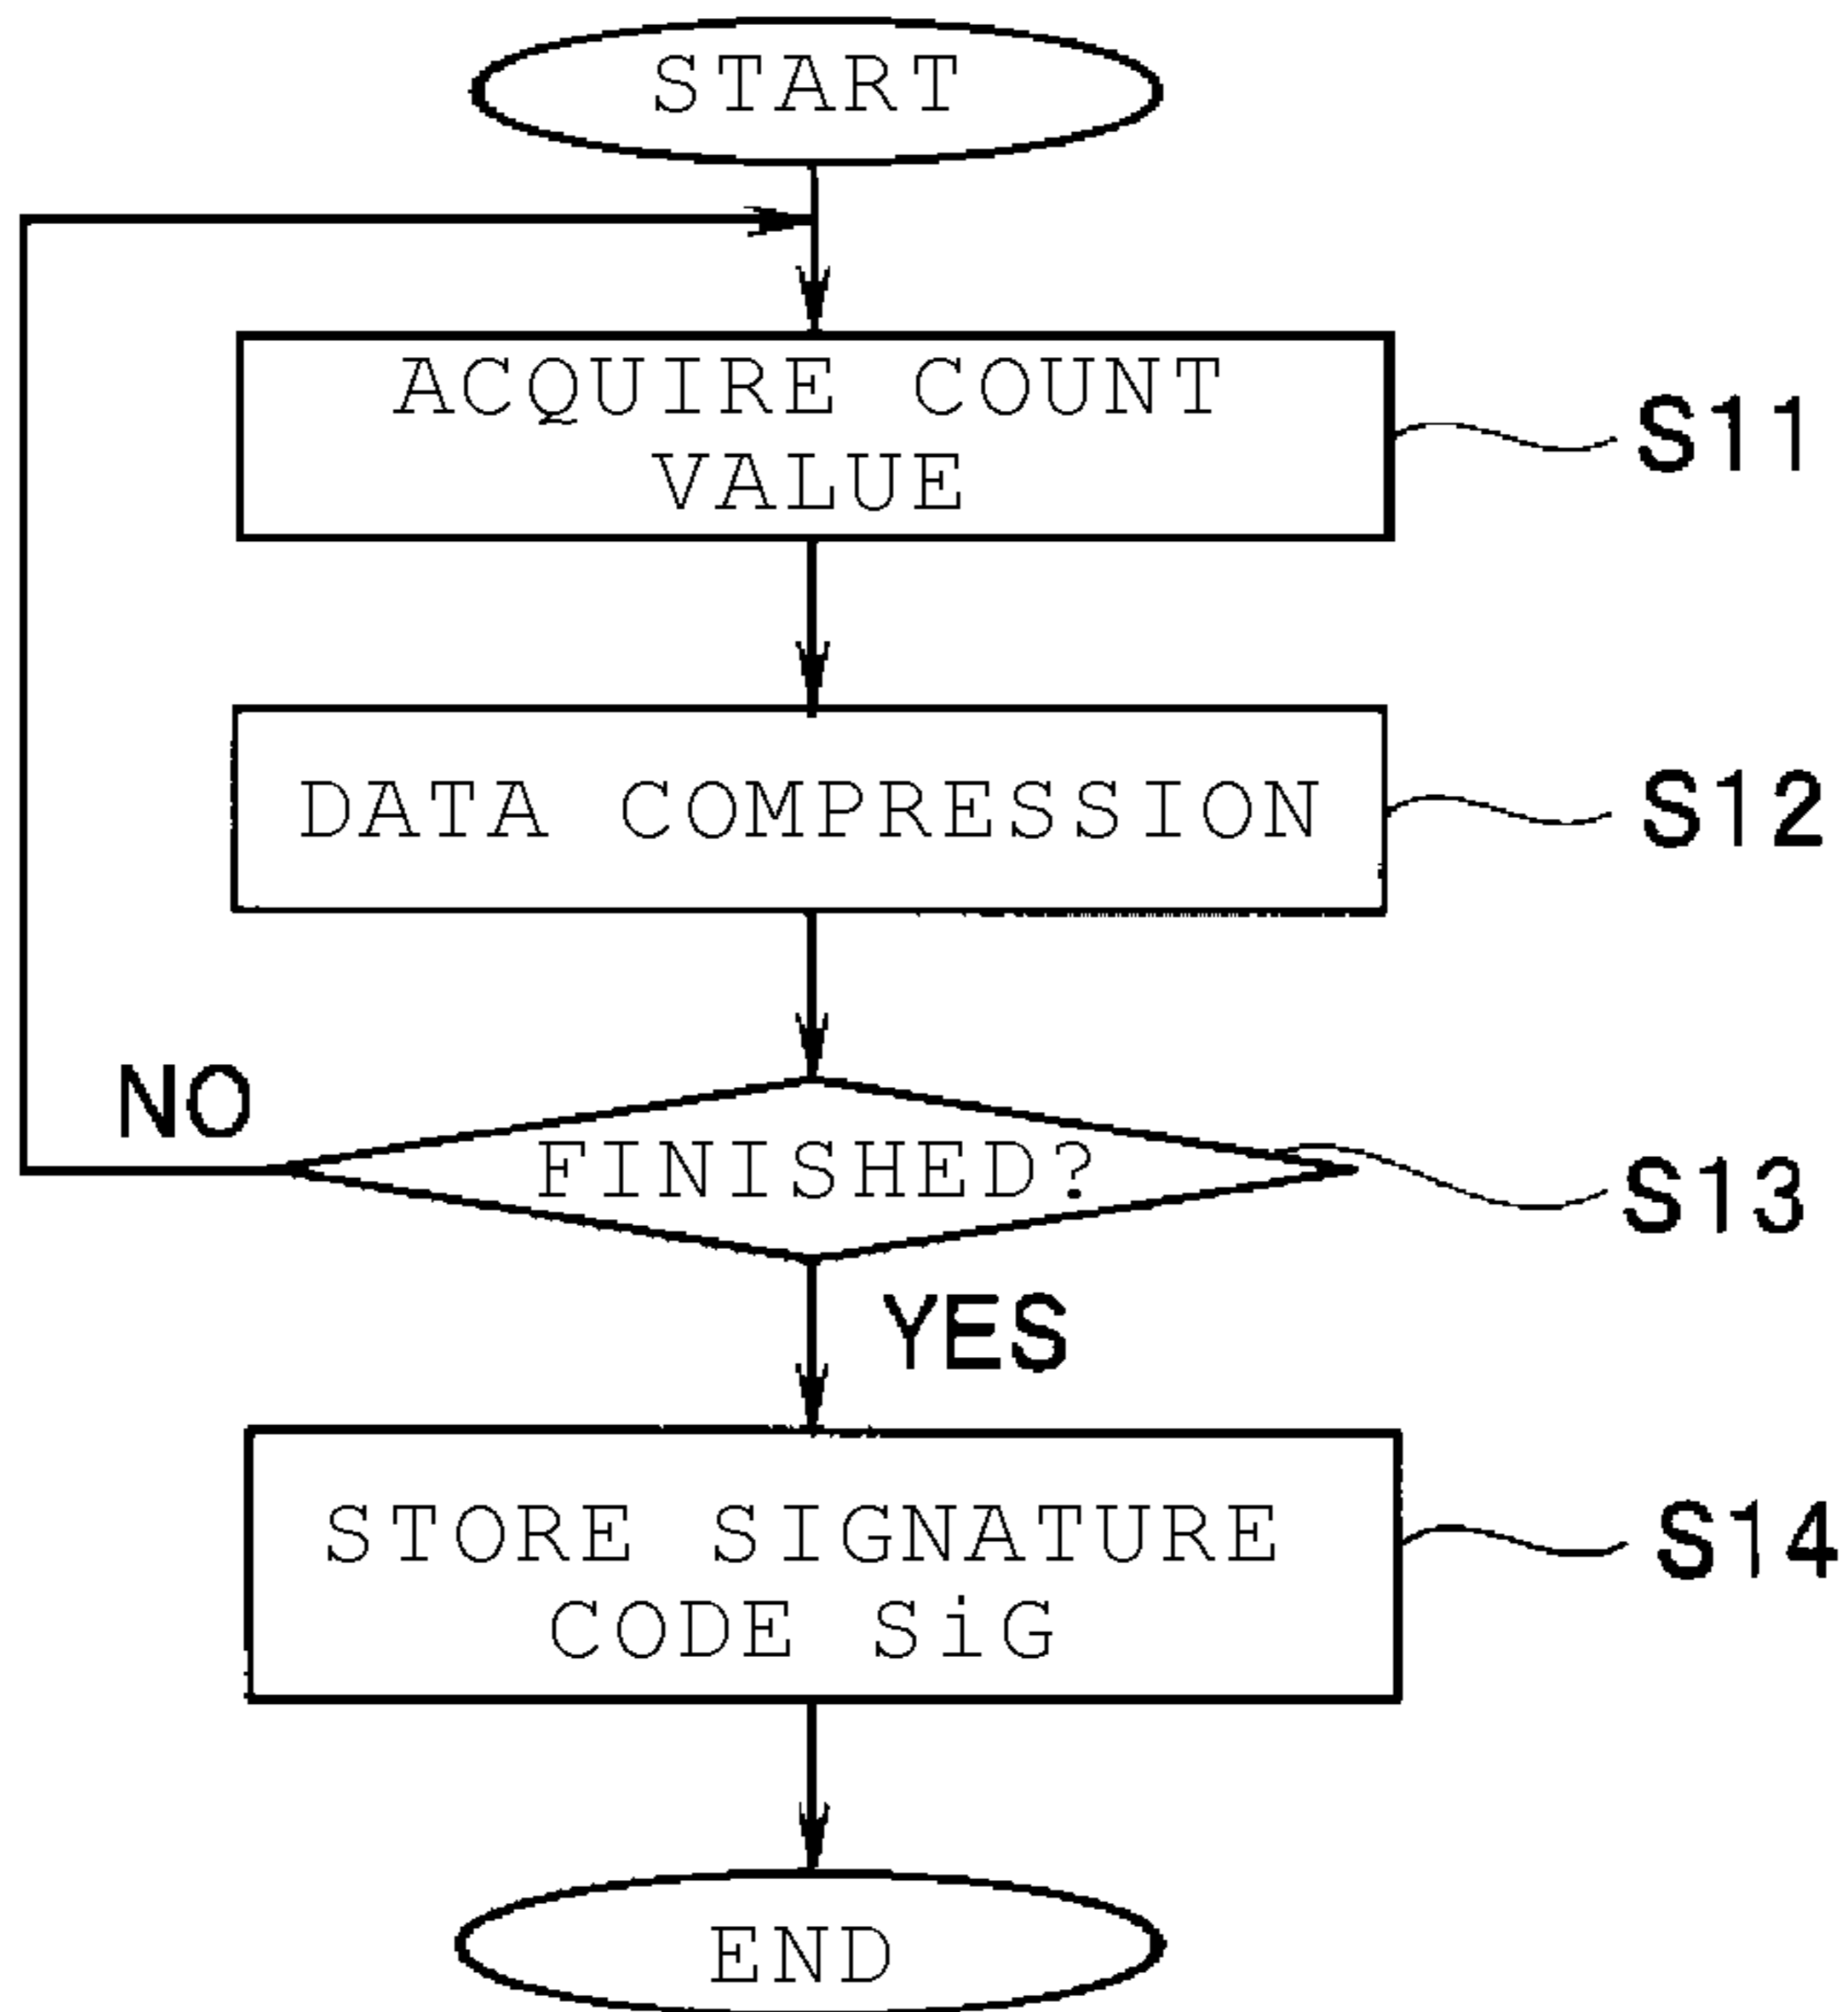 START
ACQUIRE COUNT
VALUE
S11
DATA COMPRESSION
S12
NO
FINISHED?
S13
YES
STORE SIGNATURE
CODE SiG
S14
END